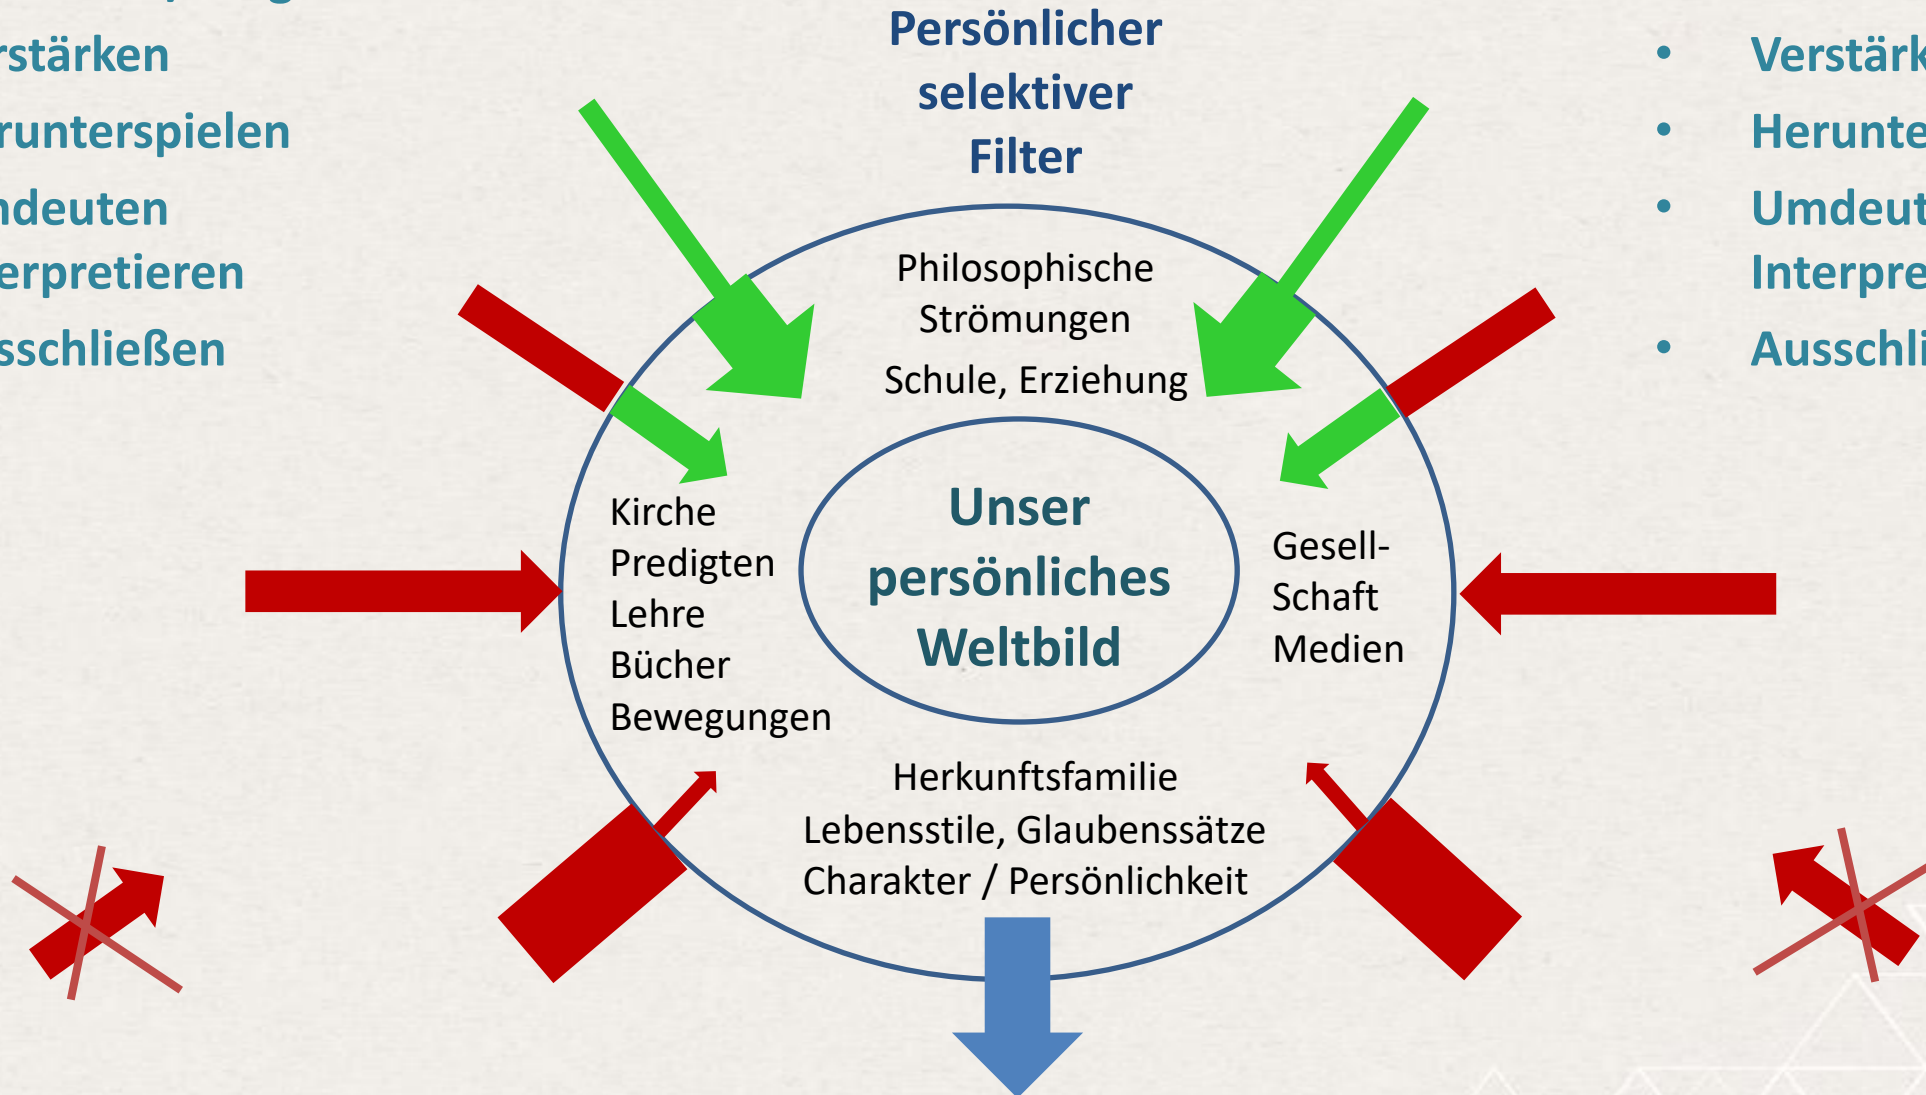 Persönlicher
selektiver
Filter
rstärken
runterspielen
ndeuten
erpretieren
sschließen
• Verstärk
• Herunte
• Umdeut
Interpre
• Ausschli
Philosophische
Strömungen
Schule, Erziehung
Kirche
Predigten
Lehre
Bücher
Bewegungen
Unser
persönliches
Weltbild
Gesell-
Schaft
Medien
Herkunftsfamilie
Lebensstile, Glaubenssätze
Charakter / Persönlichkeit